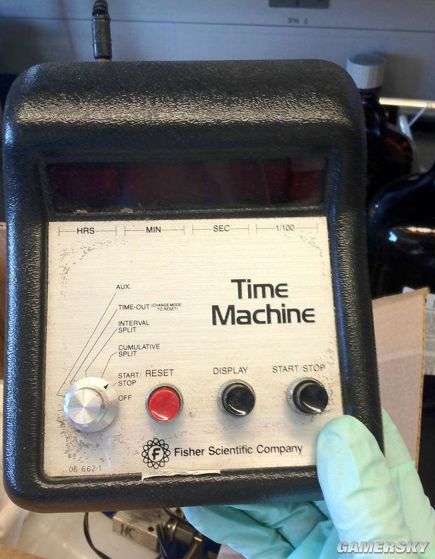 HRS MIN SEC 1/100
AUX.
TIME-OUT (CHANGE MODE TO RESET)
INTERVAL
SPLIT
CUMULATIVE
SPLIT
START/
STOP
OFF
Time
Machine
RESET DISPLAY START/STOP
F Fisher Scientific Company
06-662-1
GAMERSKY